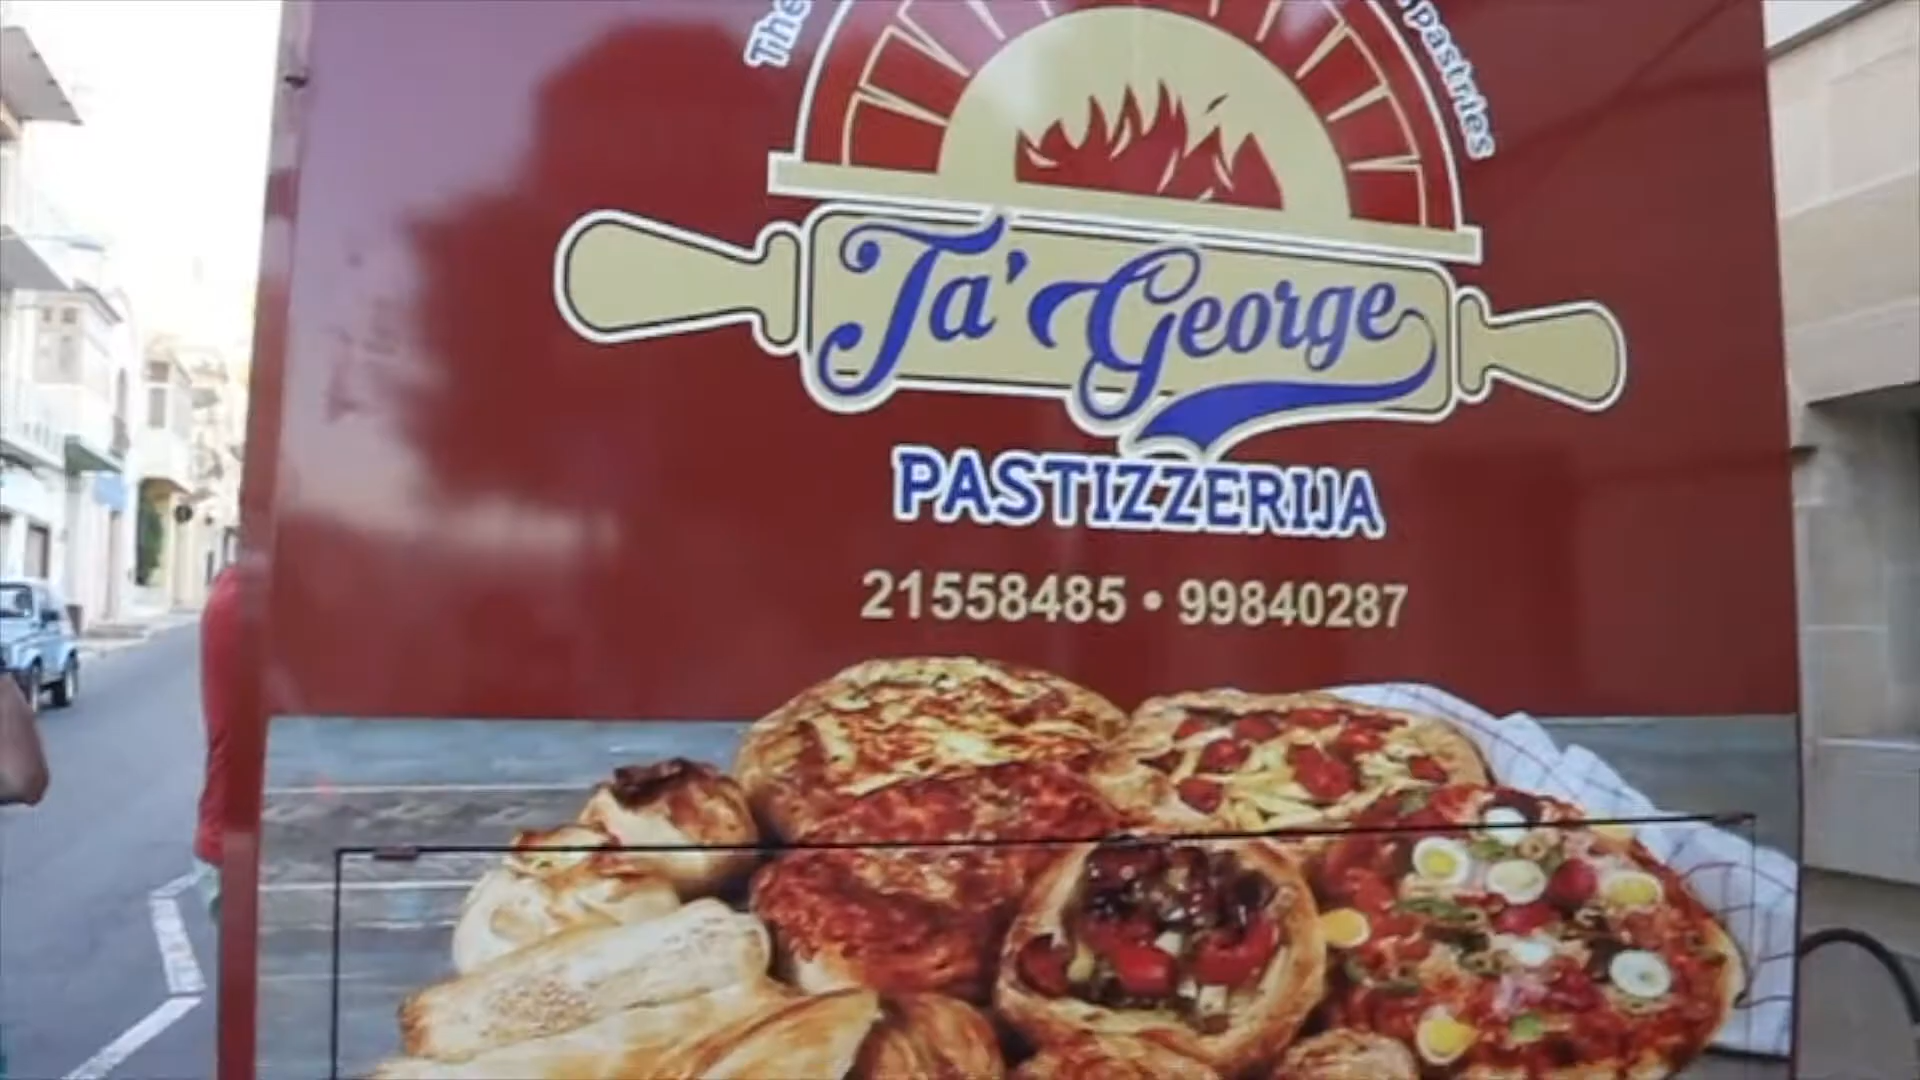 The
pastries
Ta' George
PASTIZZERIJA
21558485 • 99840287